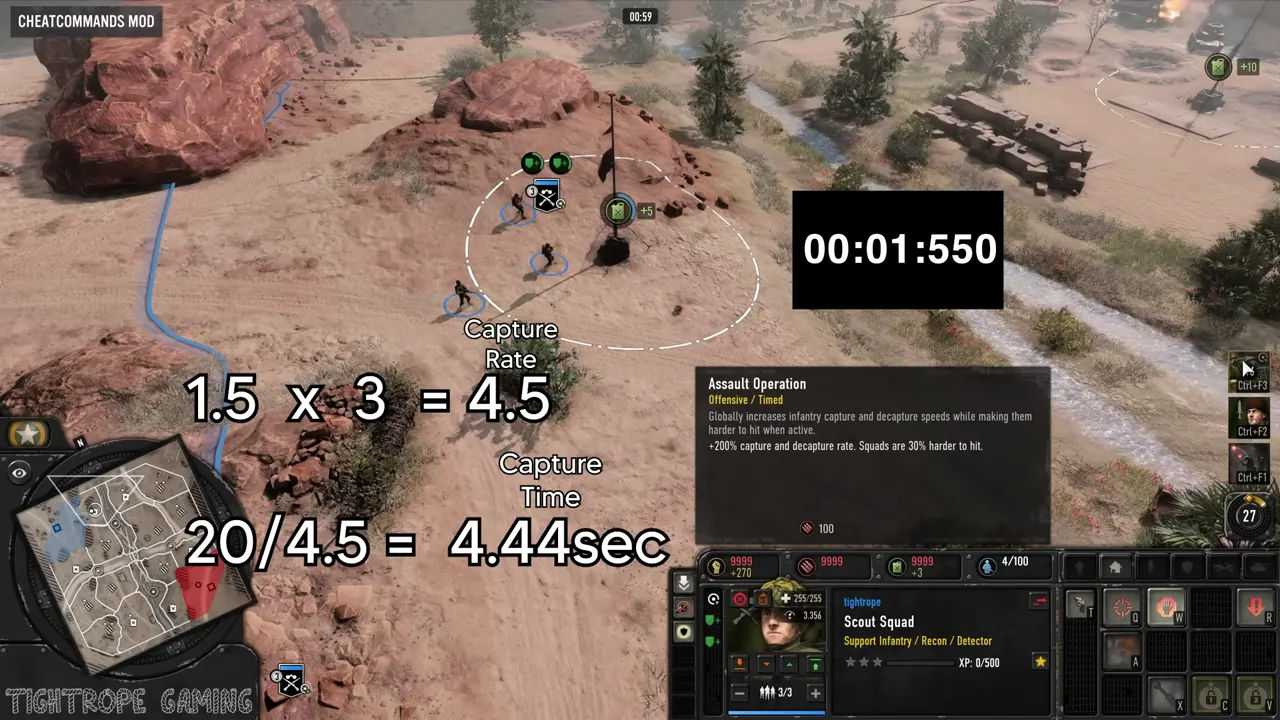 CHEATCOMMANDS MOD
00:59
+10
3
+5
00:01:550
Capture
Rate
1.5 x 3 = 4.5
Capture
Time
20/4.5 = 4.44sec
Assault Operation
Offensive / Timed
Globally increases infantry capture and decapture speeds while making them
harder to hit when active.
+200% capture and decapture rate. Squads are 30% harder to hit.
100
Ctrl+F3
Ctrl+F2
Ctrl+F1
27
N
9999
+270
9999
9999
+3
4/100
255/255
3.356
tightrope
Scout Squad
Support Infantry / Recon / Detector
XP: 0/500
3/3
T
Q
W
R
A
X
C
V
3
TIGHTROPE GAMING